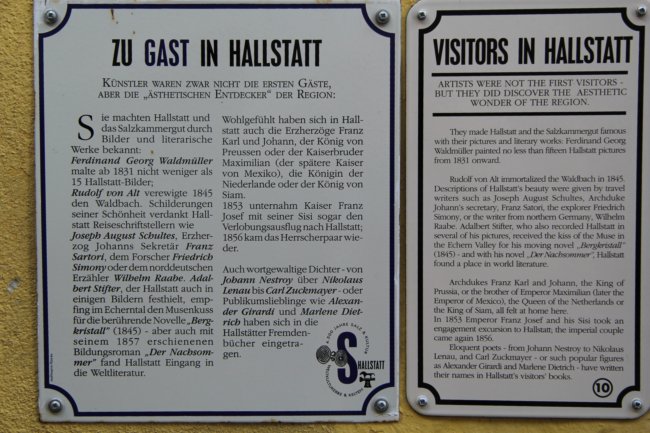 ZU GAST IN HALLSTATT
KÜNSTLER WAREN ZWAR NICHT DIE ERSTEN GÄSTE,
ABER DIE „ÄSTHETISCHEN ENTDECKER“ DER REGION:
Sie machten Hallstatt und
das Salzkammergut durch
Bilder und literarische
Werke bekannt:
Ferdinand Georg Waldmüller
malte ab 1831 nicht weniger als
15 Hallstatt-Bilder;
Rudolf von Alt verewigte 1845
den Waldbach. Schilderungen
seiner Schönheit verdankt Hall-
statt Reiseschriftstellern wie
Joseph August Schultes, Erzher-
zog Johanns Sekretär Franz
Sartori, dem Forscher Friedrich
Simony oder dem norddeutschen
Erzähler Wilhelm Raabe. Adal-
bert Stifter, der Hallstatt auch in
einigen Bildern festhielt, emp-
fing im Echerntal den Musenkuss
für die berühmte Novelle „Berg-
kristall“ (1845) - aber auch mit
seinem 1857 erschienenen
Bildungsroman „Der Nachsom-
mer“ fand Hallstatt Eingang in
die Weltliteratur.
Wohlgefühlt haben sich in Hall-
statt auch die Erzherzöge Franz
Karl und Johann, der König von
Preussen oder der Kaiserbruder
Maximilian (der spätere Kaiser
von Mexiko), die Königin der
Niederlande oder der König von
Siam.
1853 unternahm Kaiser Franz
Josef mit seiner Sisi sogar den
Verlobungsausflug nach Hallstatt;
1856 kam das Herrscherpaar wie-
der.
Auch wortgewaltige Dichter - von
Johann Nestroy über Nikolaus
Lenau bis Carl Zuckmayer - oder
Publikumslieblinge wie Alexan-
der Girardi und Marlene Diet-
rich haben sich in die
Hallstätter Fremden-
bücher eingetra-
gen.
HALLSTATT
VISITORS IN HALLSTATT
ARTISTS WERE NOT THE FIRST VISITORS -
BUT THEY DID DISCOVER THE AESTHETIC
WONDER OF THE REGION.
They made Hallstatt and the Salzkammergut famous
with their pictures and literary works: Ferdinand Georg
Waldmüller painted no less than fifteen Hallstatt pictures
from 1831 onward.
Rudolf von Alt immortalized the Waldbach in 1845.
Descriptions of Hallstatt's beauty were given by travel
writers such as Joseph August Schultes, Archduke
Johann's secretary, Franz Satori, the explorer Friedrich
Simony, or the writer from northern Germany, Wilhelm
Raabe. Adalbert Stifter, who also recorded Hallstatt in
several of his pictures, received the kiss of the Muse in
the Echern Valley for his moving novel „Bergkristall“
(1845) - and with his novel „Der Nachsommer“, Hallstatt
found a place in world literature.
Archdukes Franz Karl and Johann, the King of
Prussia, or the brother of Emperor Maximilian (later the
Emperor of Mexico), the Queen of the Netherlands or
the King of Siam, all felt at home here.
In 1853 Emperor Franz Josef and his Sisi took an
engagement excursion to Hallstatt; the imperial couple
came again 1856.
Eloquent poets - from Johann Nestroy to Nikolaus
Lenau, and Carl Zuckmayer - or such popular figures
as Alexander Girardi and Marlene Dietrich - have written
their names in Hallstatt's visitors' books.
10